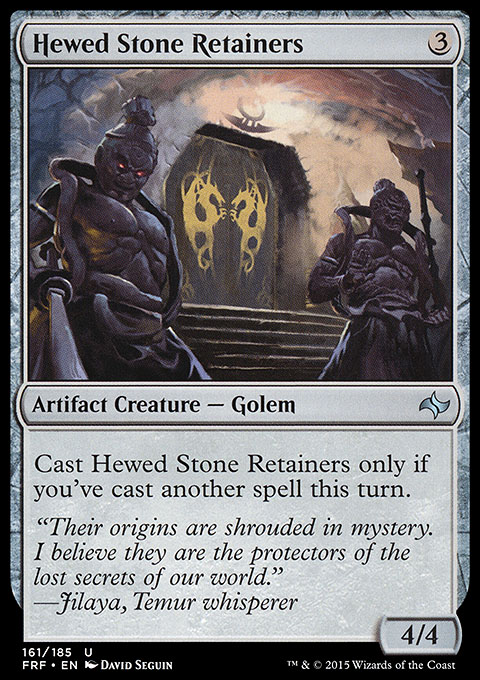 Hewed Stone Retainers 3
Artifact Creature — Golem
Cast Hewed Stone Retainers only if
you've cast another spell this turn.
“Their origins are shrouded in mystery.
I believe they are the protectors of the
lost secrets of our world.”
—Jilaya, Temur whisperer
4/4
161/185 U
FRF • EN David Seguin
™ & © 2015 Wizards of the Coast